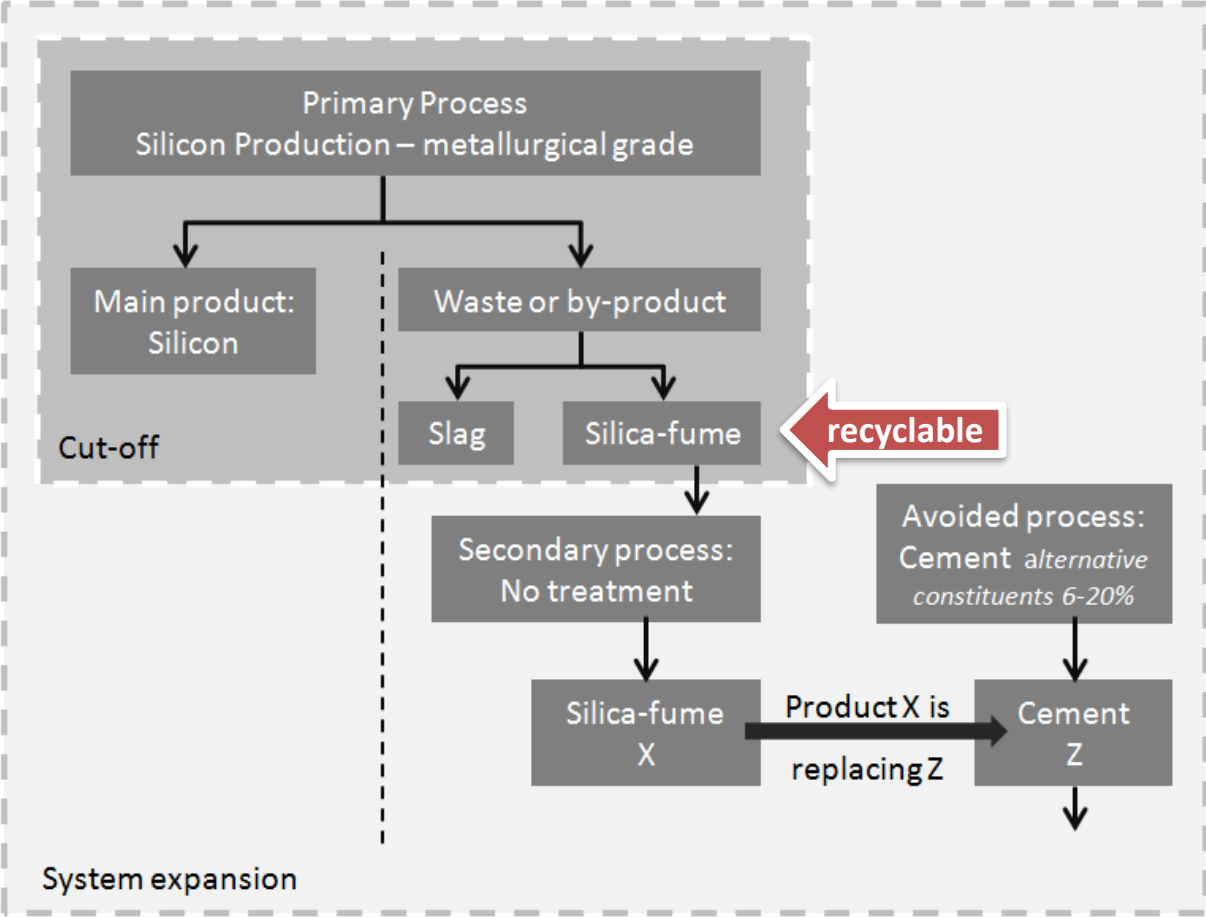 Primary Process
Silicon Production – metallurgical grade
Main product:
Silicon
Waste or by-product
Slag
Silica-fume
recyclable
Cut-off
Secondary process:
No treatment
Avoided process:
Cement alternative
constituents 6-20%
Silica-fume
X
Product X is
replacing Z
Cement
Z
System expansion